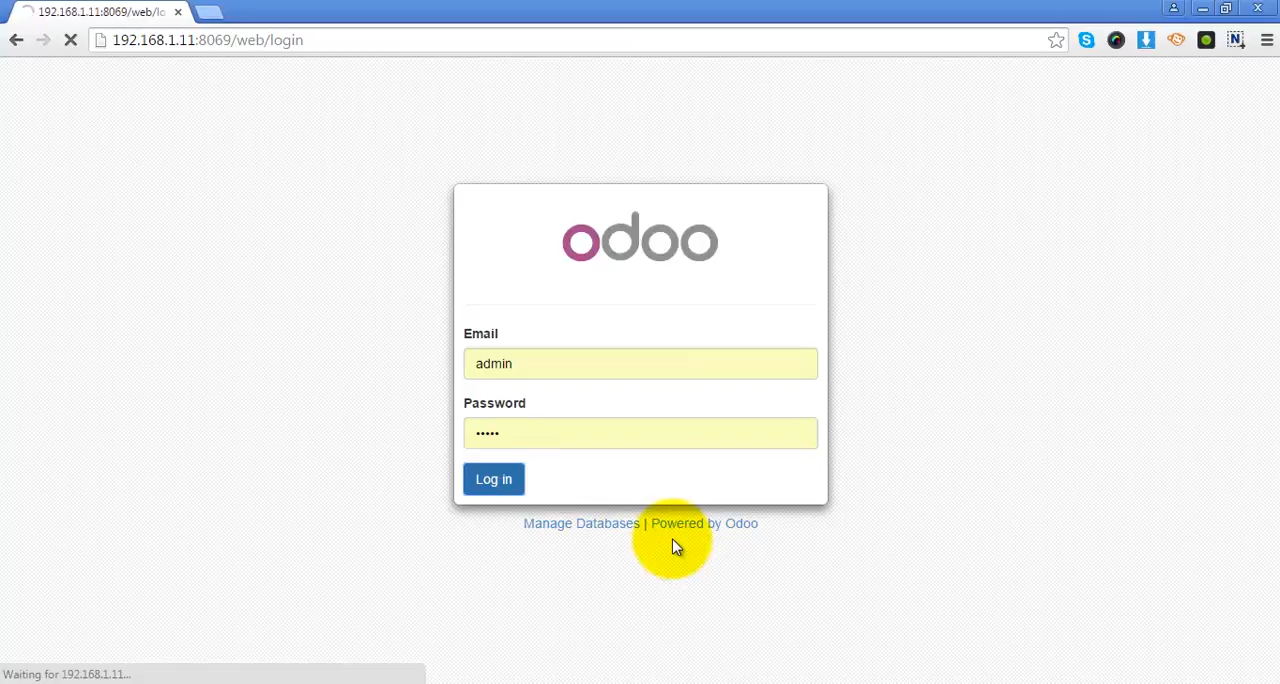 192.168.1.11:8069/web/lo
192.168.1.11:8069/web/login
odoo
Email
admin
Password
•••••
Log in
Manage Databases | Powered by Odoo
Waiting for 192.168.1.11...